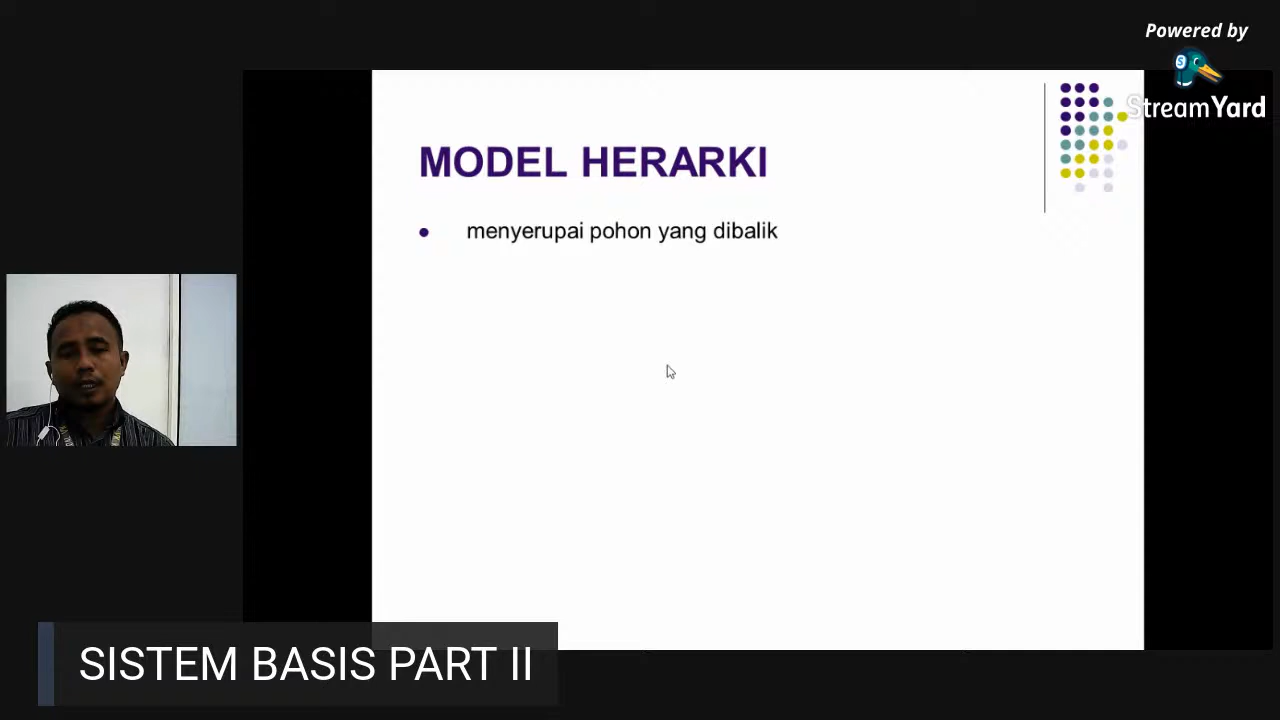 Powered by
StreamYard
MODEL HERARKI
menyerupai pohon yang dibalik
SISTEM BASIS PART II